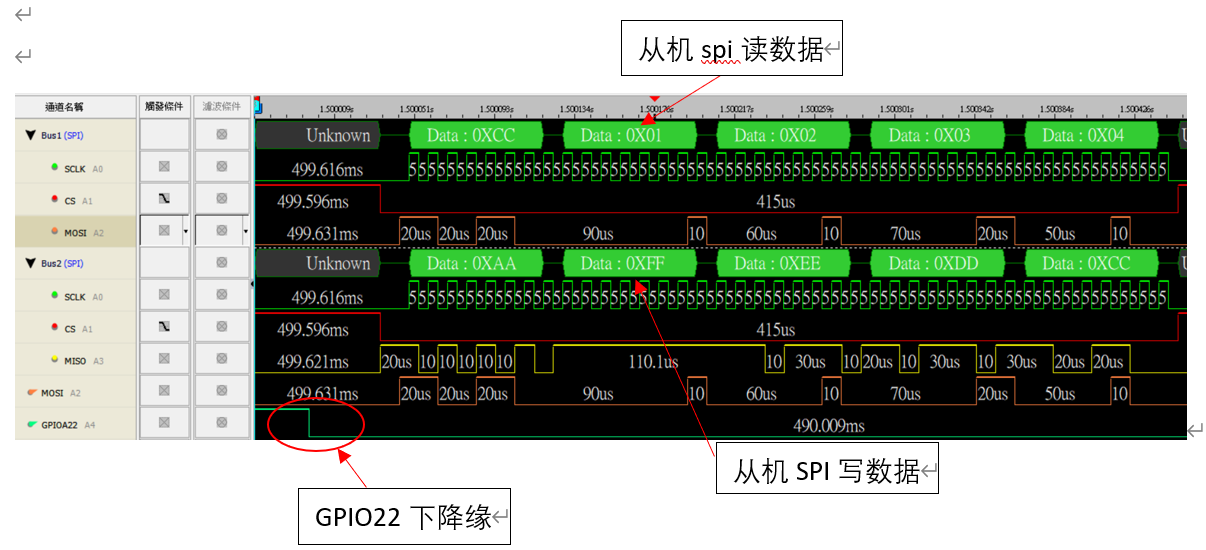 从机 spi 读数据
通道名稱 觸發條件 濾波條件 1.500009s 1.500051s 1.500093s 1.500134s 1.500176s 1.500217s 1.500259s 1.500301s 1.500342s 1.500384s 1.500426s
Bus1 (SPI) Unknown Data : 0XCC Data : 0X01 Data : 0X02 Data : 0X03 Data : 0X04 U
SCLK A0 499.616ms 5555555555555555555555555555555555555555555555555555555555555555555555555555555
CS A1 499.596ms 415us
MOSI A2 499.631ms 20us 20us 20us 90us 10 60us 10 70us 20us 50us 10
Bus2 (SPI) Unknown Data : 0XAA Data : 0XFF Data : 0XEE Data : 0XDD Data : 0XCC U
SCLK A0 499.616ms 5555555555555555555555555555555555555555555555555555555555555555555555555555555
CS A1 499.596ms 415us
MISO A3 499.621ms 20us 10 10 10 10 10 110.1us 10 30us 10 20us 10 30us 10 30us 20us 20us
MOSI A2 499.631ms 20us 20us 20us 90us 10 60us 10 70us 20us 50us 10
GPIOA22 A4 490.009ms
从机 SPI 写数据
GPIO22 下降缘